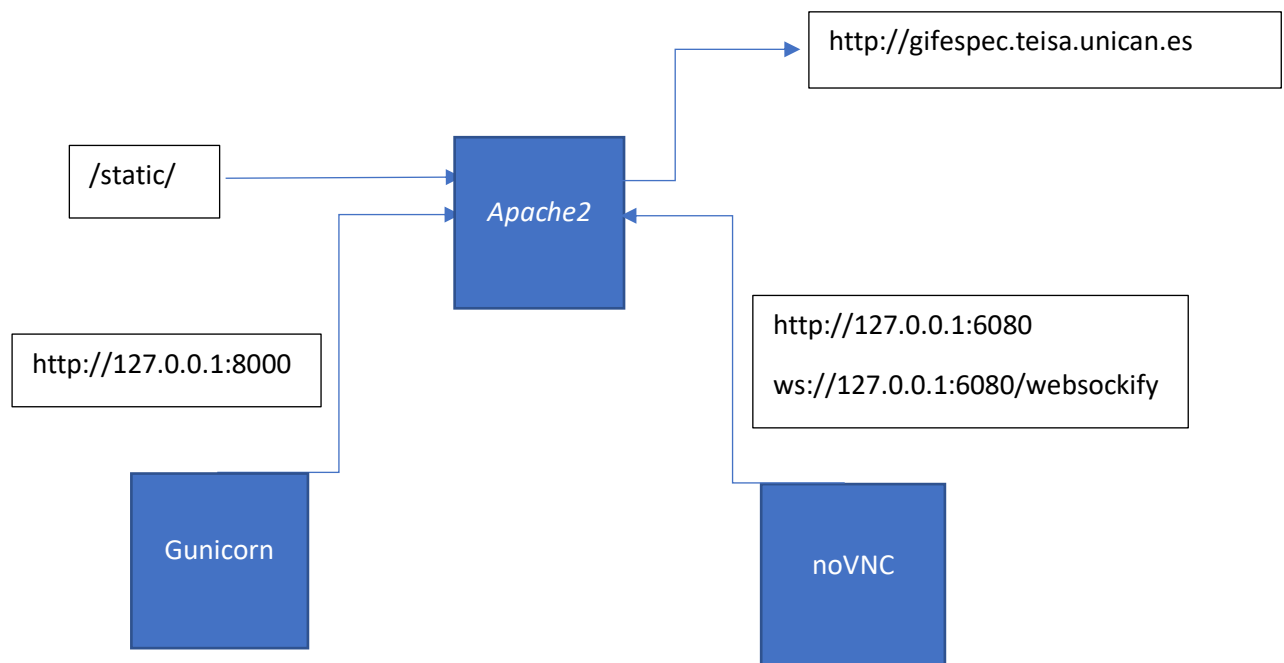 http://gifespec.teisa.unican.es
/static/
Apache2
http://127.0.0.1:8000
http://127.0.0.1:6080
ws://127.0.0.1:6080/websockify
Gunicorn
noVNC